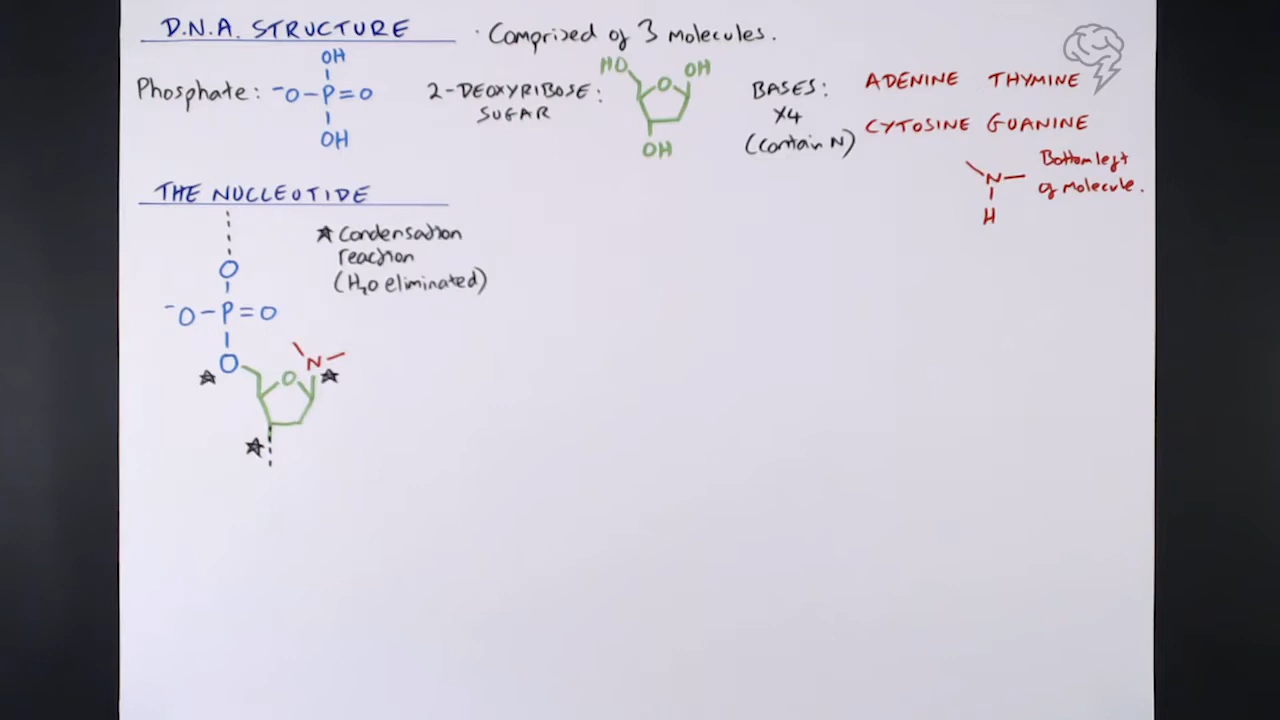 D.N.A. STRUCTURE · Comprised of 3 molecules.
OH
Phosphate: ⁻O-P=O
OH
2-DEOXYRIBOSE:
SUGAR
HO O OH
OH
BASES:
X4
(contain N)
ADENINE THYMINE
CYTOSINE GUANINE
N
H
Bottom left
of molecule.
THE NUCLEOTIDE
★ Condensation
reaction
(H₂O eliminated)
O
⁻O-P=O
O
O
N